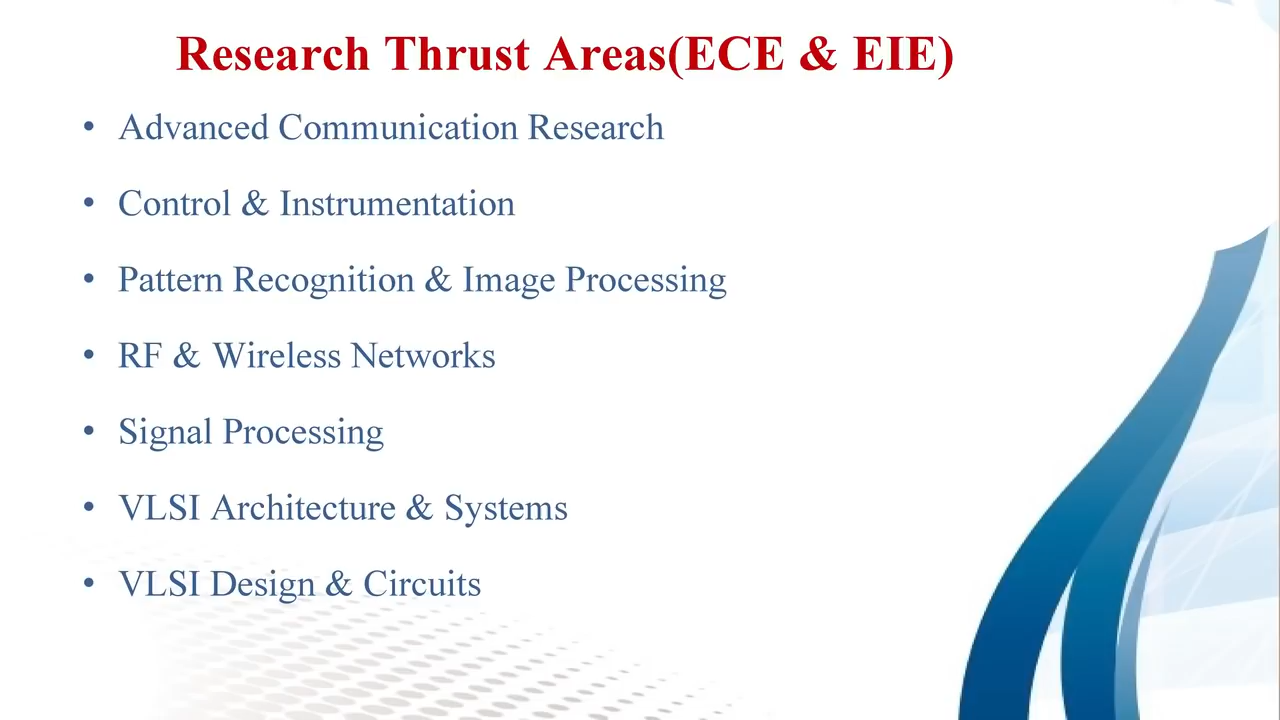 Research Thrust Areas(ECE & EIE)
• Advanced Communication Research
• Control & Instrumentation
• Pattern Recognition & Image Processing
• RF & Wireless Networks
• Signal Processing
• VLSI Architecture & Systems
• VLSI Design & Circuits